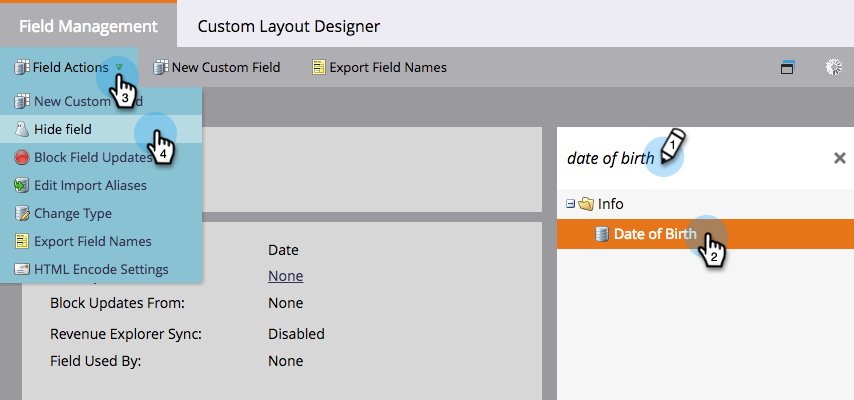 Field Management Custom Layout Designer
Field Actions New Custom Field Export Field Names
3
New Custom d
Hide field
4
Block Field Updates
Edit Import Aliases
Change Type
Export Field Names
HTML Encode Settings
Date
None
Block Updates From: None
Revenue Explorer Sync: Disabled
Field Used By: None
date of birth
1
Info
Date of Birth
2